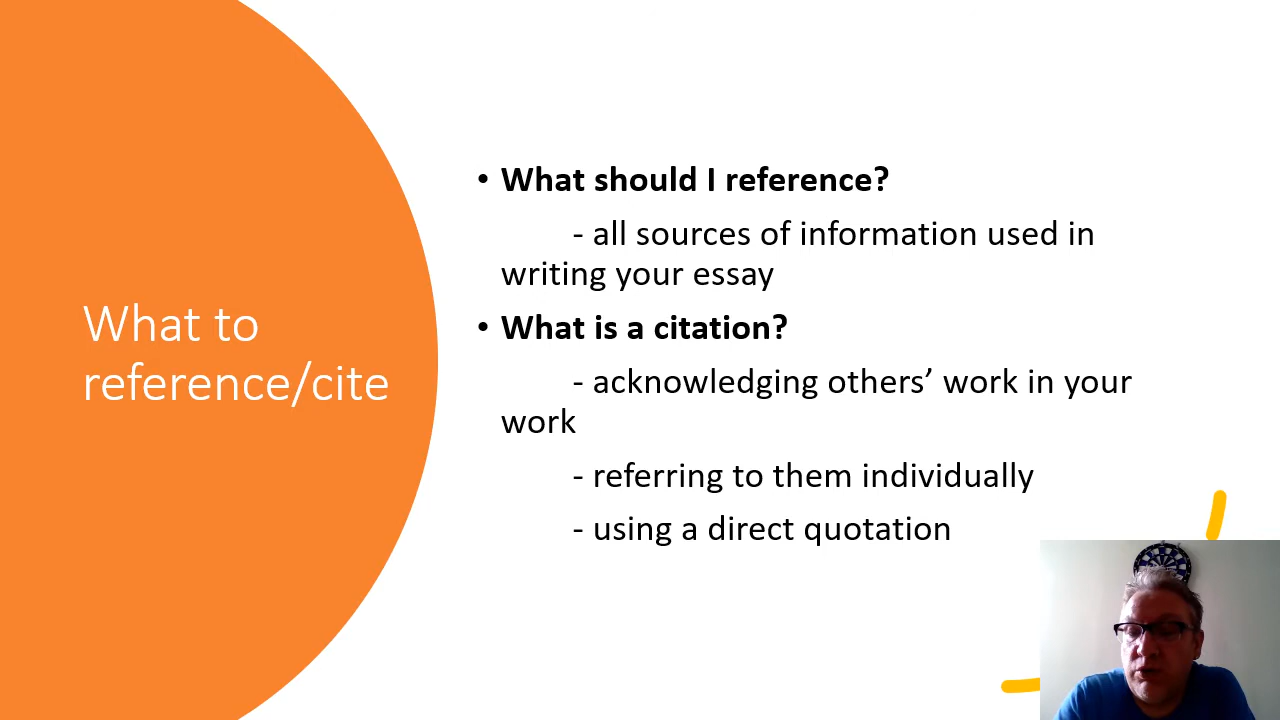 What to
reference/cite
• What should I reference?
- all sources of information used in
writing your essay
• What is a citation?
- acknowledging others’ work in your
work
- referring to them individually
- using a direct quotation